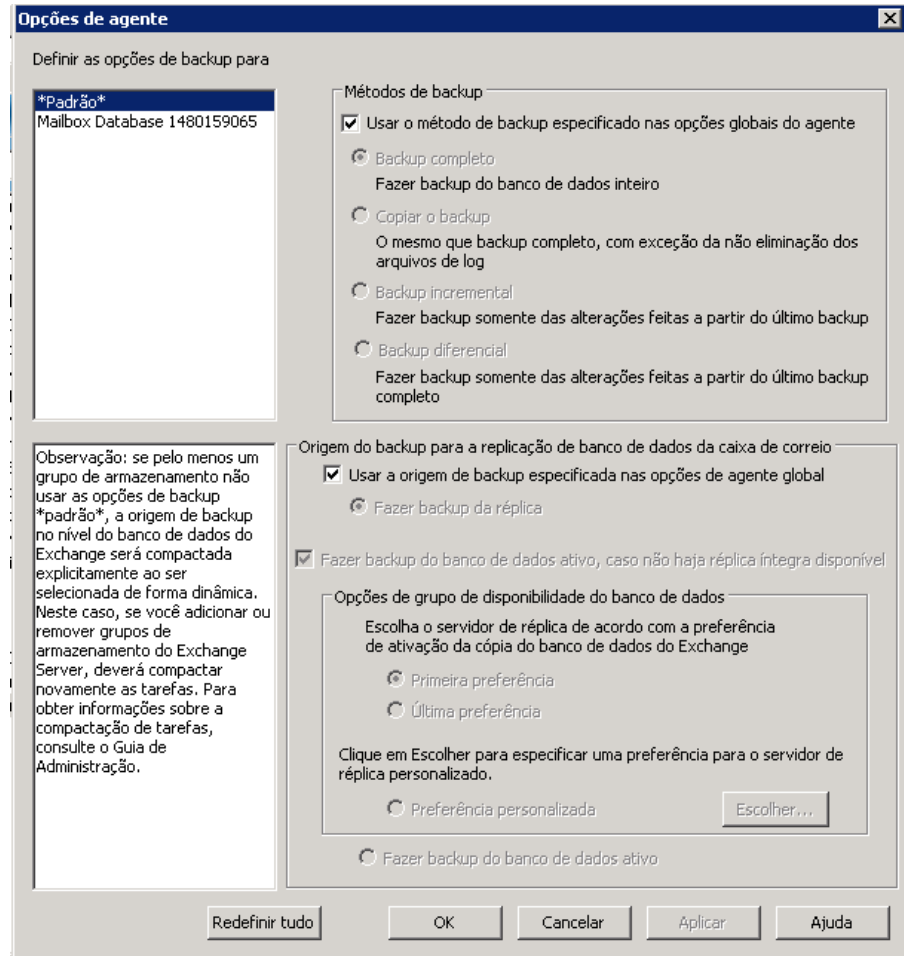 Opções de agente
Definir as opções de backup para
*Padrão*
Mailbox Database 1480159065
Métodos de backup
Usar o método de backup especificado nas opções globais do agente
Backup completo
Fazer backup do banco de dados inteiro
Copiar o backup
O mesmo que backup completo, com exceção da não eliminação dos
arquivos de log
Backup incremental
Fazer backup somente das alterações feitas a partir do último backup
Backup diferencial
Fazer backup somente das alterações feitas a partir do último backup
completo
Observação: se pelo menos um
grupo de armazenamento não
usar as opções de backup
*padrão*, a origem de backup
no nível do banco de dados do
Exchange será compactada
explicitamente ao ser
selecionada de forma dinâmica.
Neste caso, se você adicionar ou
remover grupos de
armazenamento do Exchange
Server, deverá compactar
novamente as tarefas. Para
obter informações sobre a
compactação de tarefas,
consulte o Guia de
Administração.
Origem do backup para a replicação de banco de dados da caixa de correio
Usar a origem de backup especificada nas opções de agente global
Fazer backup da réplica
Fazer backup do banco de dados ativo, caso não haja réplica íntegra disponível
Opções de grupo de disponibilidade do banco de dados
Escolha o servidor de réplica de acordo com a preferência
de ativação da cópia do banco de dados do Exchange
Primeira preferência
Última preferência
Clique em Escolher para especificar uma preferência para o servidor de
réplica personalizado.
Preferência personalizada
Escolher...
Fazer backup do banco de dados ativo
Redefinir tudo
OK
Cancelar
Aplicar
Ajuda